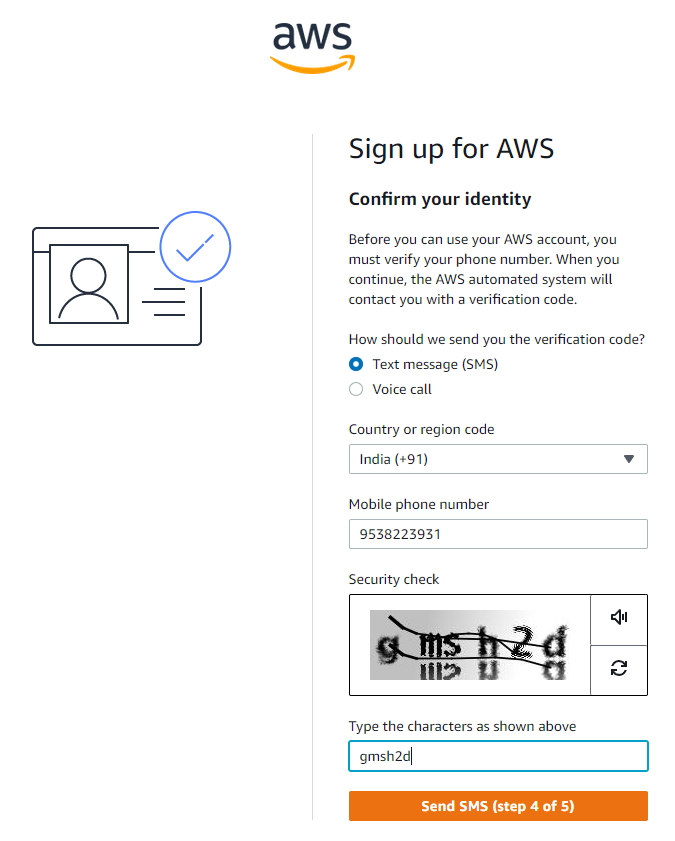 aws
Sign up for AWS
Confirm your identity
Before you can use your AWS account, you
must verify your phone number. When you
continue, the AWS automated system will
contact you with a verification code.
How should we send you the verification code?
Text message (SMS)
Voice call
Country or region code
India (+91)
Mobile phone number
9538223931
Security check
gmsh2d
Type the characters as shown above
gmsh2d
Send SMS (step 4 of 5)